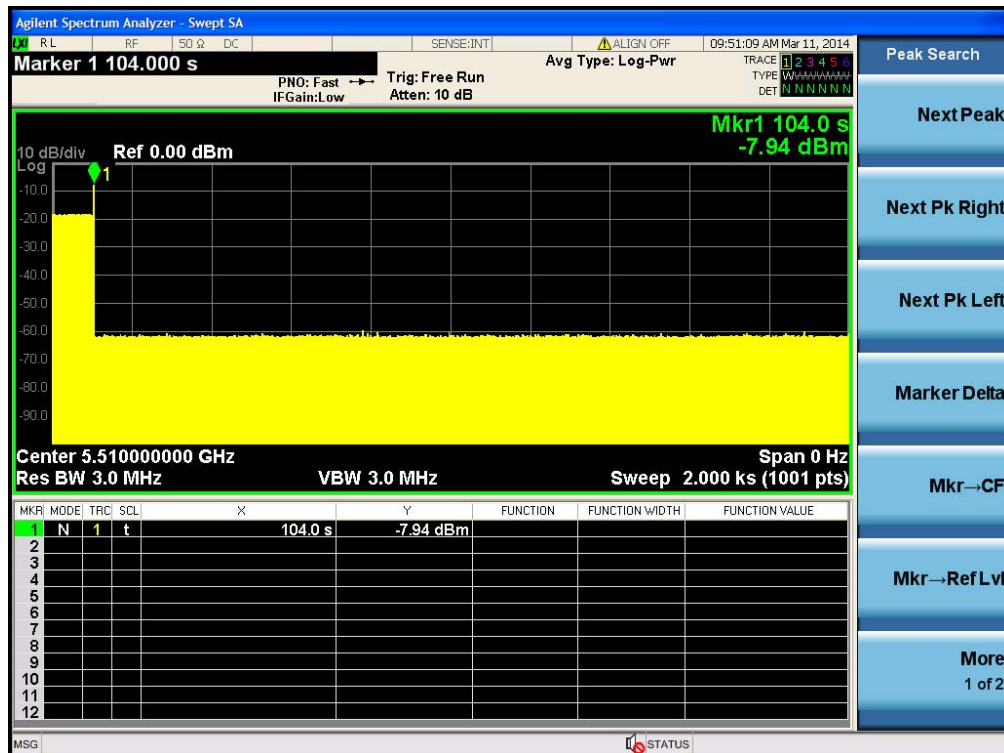 Agilent Spectrum Analyzer - Swept SA
LXI RL RF 50 Ω DC SENSE:INT ALIGN OFF 09:51:09 AM Mar 11, 2014
Marker 1 104.000 s
PNO: Fast
IFGain:Low
Trig: Free Run
Atten: 10 dB
Avg Type: Log-Pwr
TRACE 1 2 3 4 5 6
TYPE WWWWWW
DET N N N N N N
Mkr1 104.0 s
-7.94 dBm
10 dB/div Ref 0.00 dBm
Log
1
-10.0
-20.0
-30.0
-40.0
-50.0
-60.0
-70.0
-80.0
-90.0
Center 5.510000000 GHz Span 0 Hz
Res BW 3.0 MHz VBW 3.0 MHz Sweep 2.000 ks (1001 pts)
MKR MODE TRC SCL X Y FUNCTION FUNCTION WIDTH FUNCTION VALUE
1 N 1 t 104.0 s -7.94 dBm
2
3
4
5
6
7
8
9
10
11
12
MSG STATUS
Peak Search
Next Peak
Next Pk Right
Next Pk Left
Marker Delta
Mkr→CF
Mkr→Ref Lvl
More
1 of 2